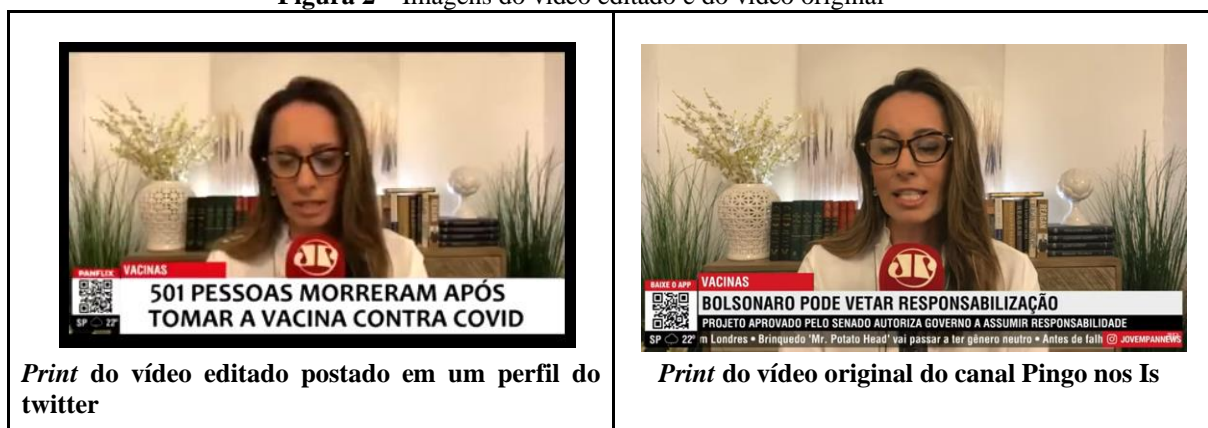 Figura 2 – Imagens do vídeo editado e do vídeo original
PANFLIX
VACINAS
501 PESSOAS MORRERAM APÓS
TOMAR A VACINA CONTRA COVID
SP 22°
Print do vídeo editado postado em um perfil do
twitter
BAIXE O APP
VACINAS
BOLSONARO PODE VETAR RESPONSABILIZAÇÃO
PROJETO APROVADO PELO SENADO AUTORIZA GOVERNO A ASSUMIR RESPONSABILIDADE
SP 22° m Londres • Brinquedo 'Mr. Potato Head' vai passar a ter gênero neutro • Antes de falh JOVEMPANNEWS
Print do vídeo original do canal Pingo nos Is